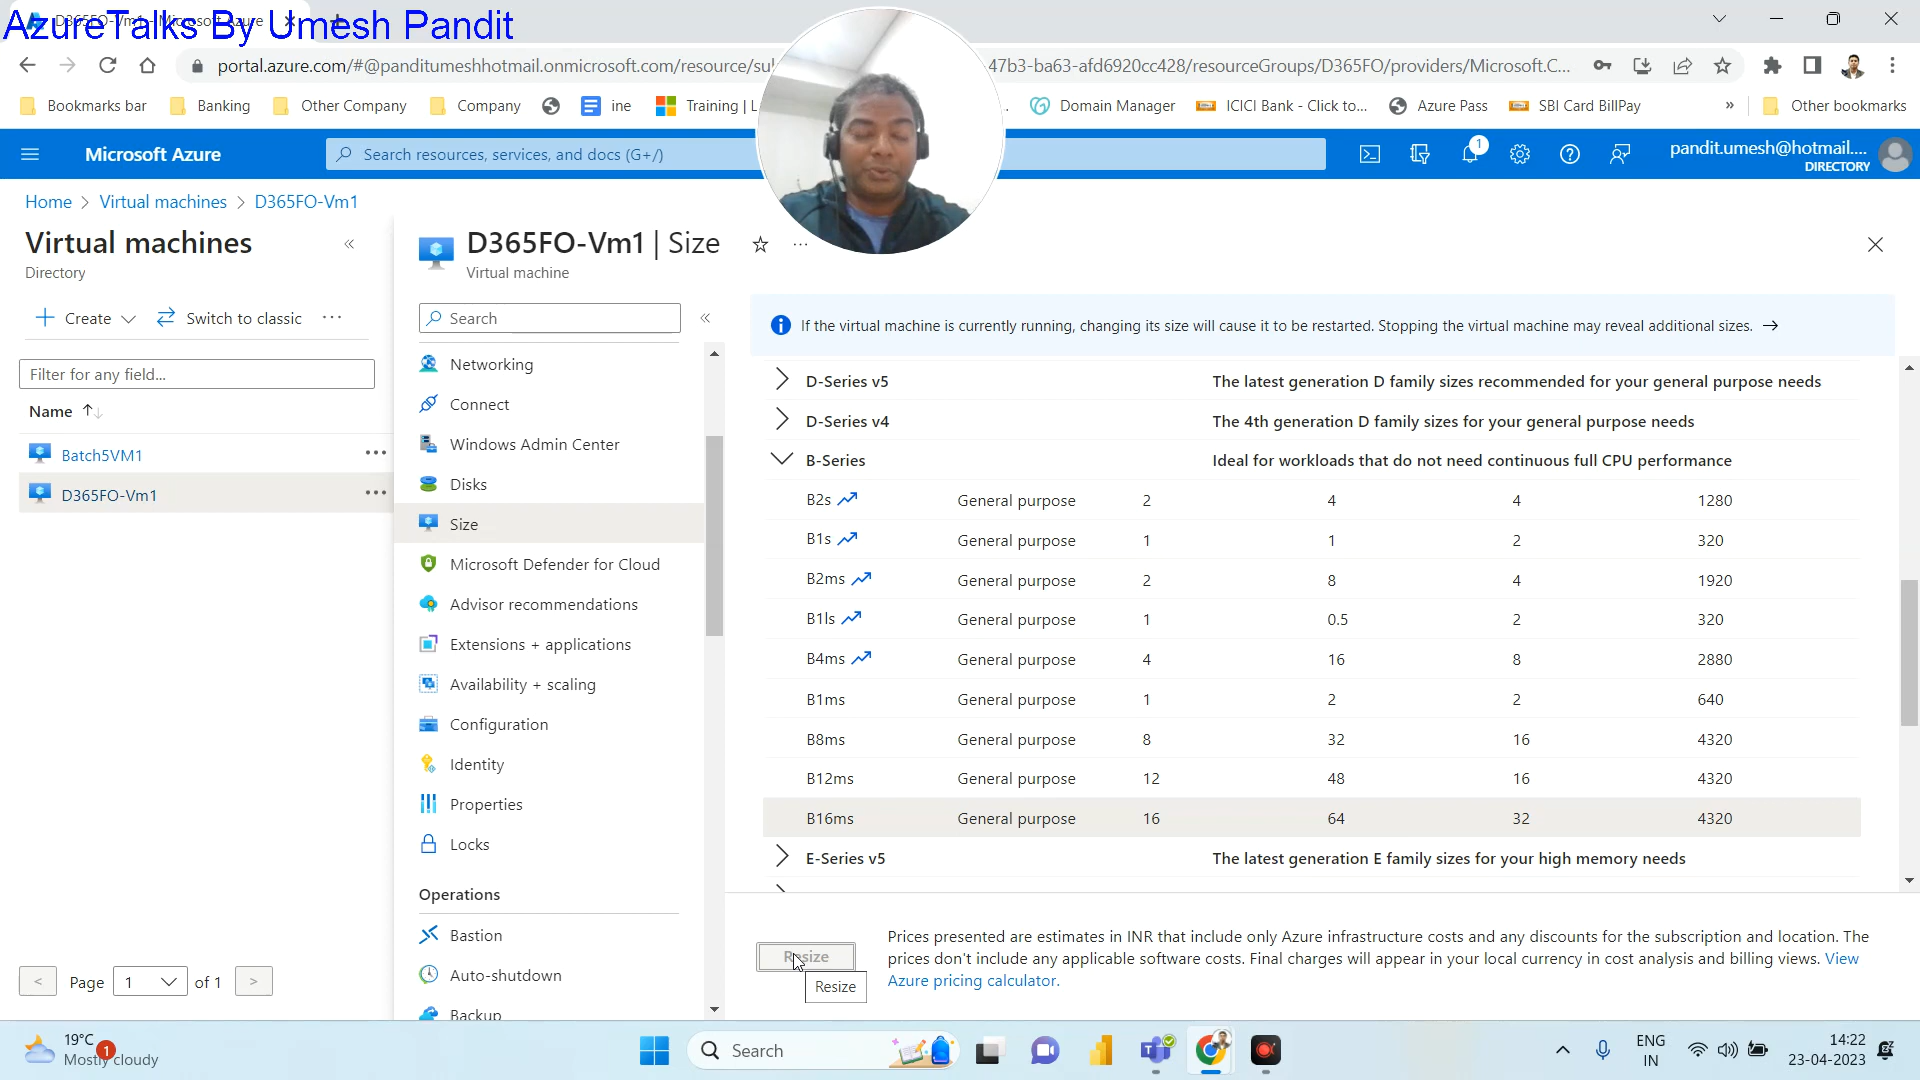 AzureTalks By Umesh Pandit
portal.azure.com/#@panditumeshhotmail.onmicrosoft.com/resource/su 47b3-ba63-afd6920cc428/resourceGroups/D365FO/providers/Microsoft.C...
Bookmarks bar Banking Other Company Company ine Training | L Domain Manager ICICI Bank - Click to... Azure Pass SBI Card BillPay » Other bookmarks
Microsoft Azure Search resources, services, and docs (G+/) 1 pandit.umesh@hotmail....
DIRECTORY
Home > Virtual machines > D365FO-Vm1
Virtual machines
Directory
D365FO-Vm1 | Size
Virtual machine
Create Switch to classic
Filter for any field...
Name
Batch5VM1
D365FO-Vm1
< Page 1 of 1 >
Search
Networking
Connect
Windows Admin Center
Disks
Size
Microsoft Defender for Cloud
Advisor recommendations
Extensions + applications
Availability + scaling
Configuration
Identity
Properties
Locks
Operations
Bastion
Auto-shutdown
Backup
If the virtual machine is currently running, changing its size will cause it to be restarted. Stopping the virtual machine may reveal additional sizes.
D-Series v5 The latest generation D family sizes recommended for your general purpose needs
D-Series v4 The 4th generation D family sizes for your general purpose needs
B-Series Ideal for workloads that do not need continuous full CPU performance
B2s General purpose 2 4 4 1280
B1s General purpose 1 1 2 320
B2ms General purpose 2 8 4 1920
B1ls General purpose 1 0.5 2 320
B4ms General purpose 4 16 8 2880
B1ms General purpose 1 2 2 640
B8ms General purpose 8 32 16 4320
B12ms General purpose 12 48 16 4320
B16ms General purpose 16 64 32 4320
E-Series v5 The latest generation E family sizes for your high memory needs
Resize
Resize
Prices presented are estimates in INR that include only Azure infrastructure costs and any discounts for the subscription and location. The
prices don't include any applicable software costs. Final charges will appear in your local currency in cost analysis and billing views. View
Azure pricing calculator.
19°C
Mostly cloudy
1
Search
ENG
IN
14:22
23-04-2023